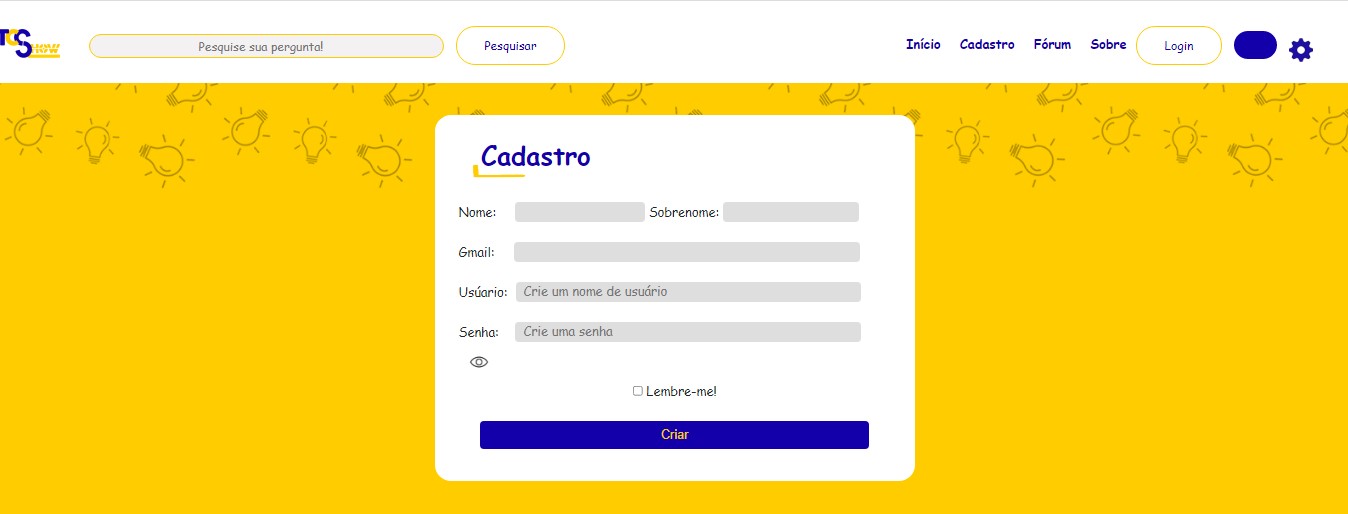 TCS Show
Pesquise sua pergunta!
Pesquisar
Início Cadastro Fórum Sobre Login
Cadastro
Nome: Sobrenome:
Gmail:
Usúario: Crie um nome de usuário
Senha: Crie uma senha
Lembre-me!
Criar